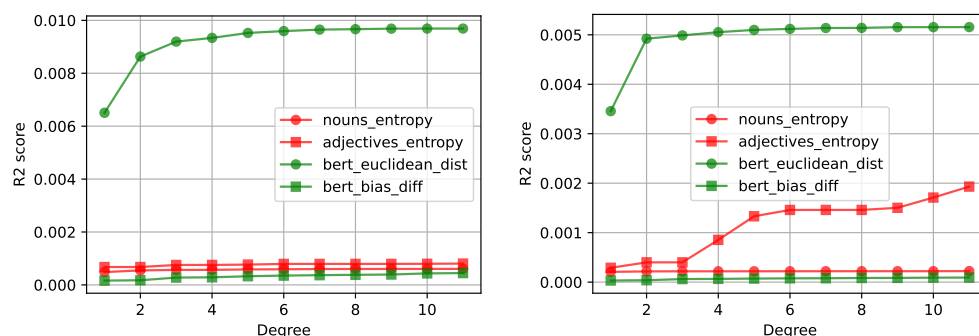 0.010
0.008
0.006
0.004
0.002
0.000
R2 score
nouns_entropy
adjectives_entropy
bert_euclidean_dist
bert_bias_diff
2 4 6 8 10
Degree
0.005
0.004
0.003
0.002
0.001
0.000
R2 score
nouns_entropy
adjectives_entropy
bert_euclidean_dist
bert_bias_diff
2 4 6 8 10
Degree